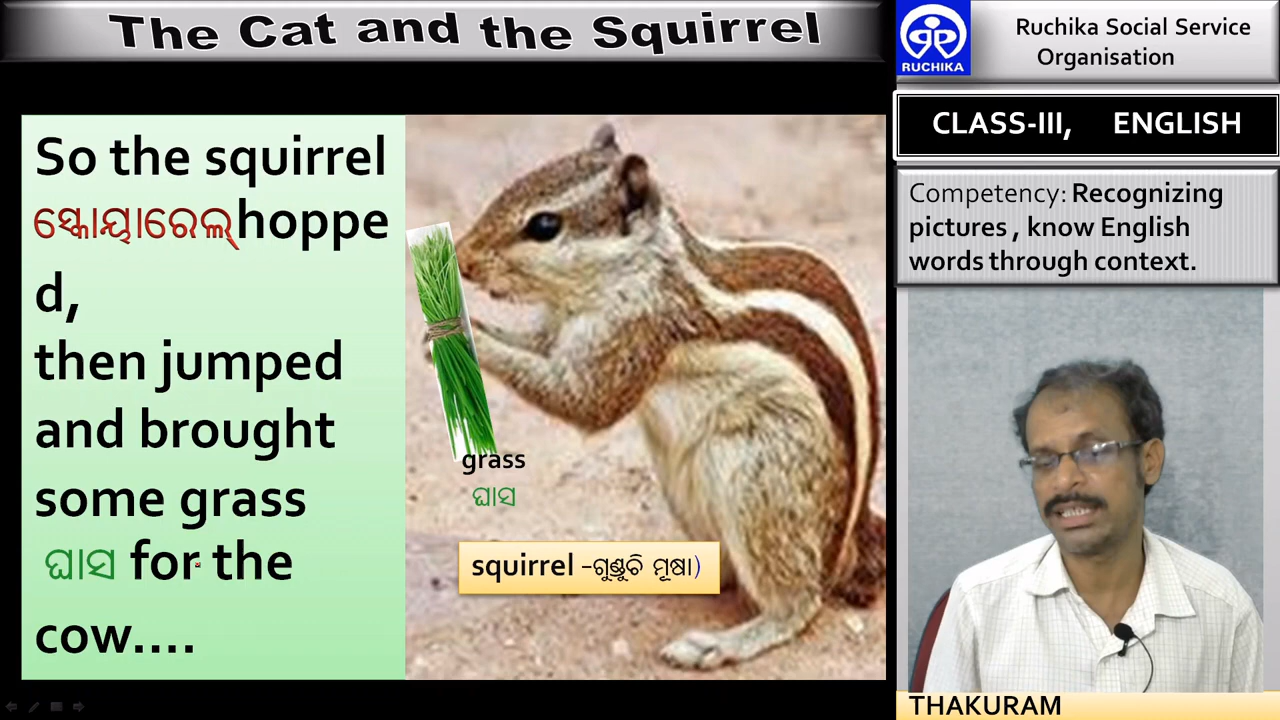 The Cat and the Squirrel
So the squirrel
ସ୍କୋୟାରେଲ୍hoppe
d,
then jumped
and brought
some grass
ଘାସ for the
cow....
grass
ଘାସ
squirrel -ଗୁଣ୍ଡୁଚି ମୂଷା)
RUCHIKA
Ruchika Social Service
Organisation
CLASS-III, ENGLISH
Competency: Recognizing
pictures , know English
words through context.
THAKURAM